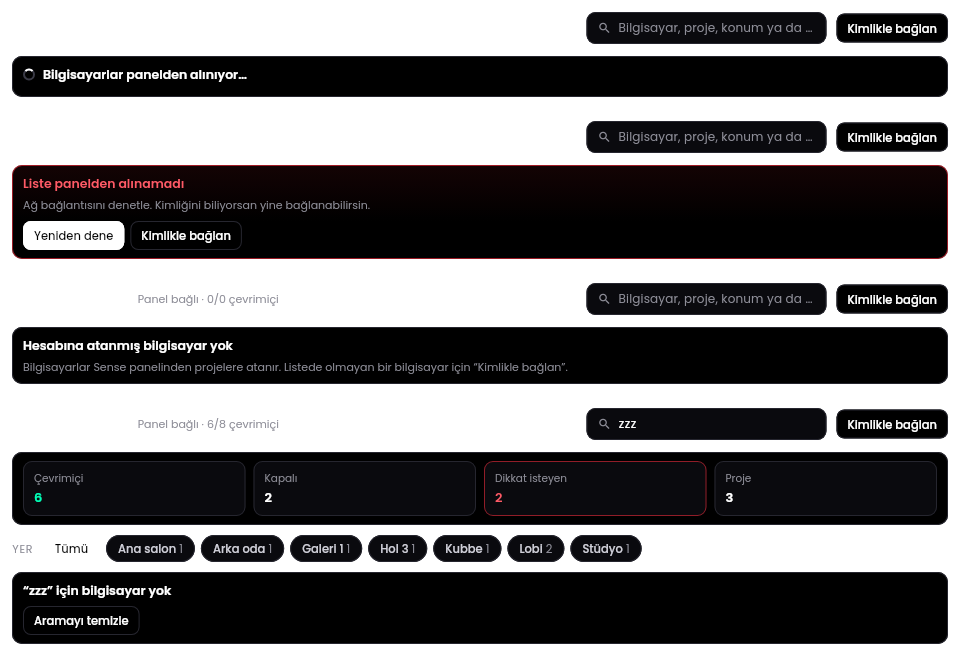 Bilgisayar, proje, konum ya da … Kimlikle bağlan
Bilgisayarlar panelden alınıyor…
Bilgisayar, proje, konum ya da … Kimlikle bağlan
Liste panelden alınamadı
Ağ bağlantısını denetle. Kimliğini biliyorsan yine bağlanabilirsin.
Yeniden dene Kimlikle bağlan
Panel bağlı · 0/0 çevrimiçi Bilgisayar, proje, konum ya da … Kimlikle bağlan
Hesabına atanmış bilgisayar yok
Bilgisayarlar Sense panelinden projelere atanır. Listede olmayan bir bilgisayar için “Kimlikle bağlan”.
Panel bağlı · 6/8 çevrimiçi zzz Kimlikle bağlan
Çevrimiçi Kapalı Dikkat isteyen Proje
6 2 2 3
YER Tümü Ana salon 1 Arka oda 1 Galeri 1 1 Hol 3 1 Kubbe 1 Lobi 2 Stüdyo 1
“zzz” için bilgisayar yok
Aramayı temizle